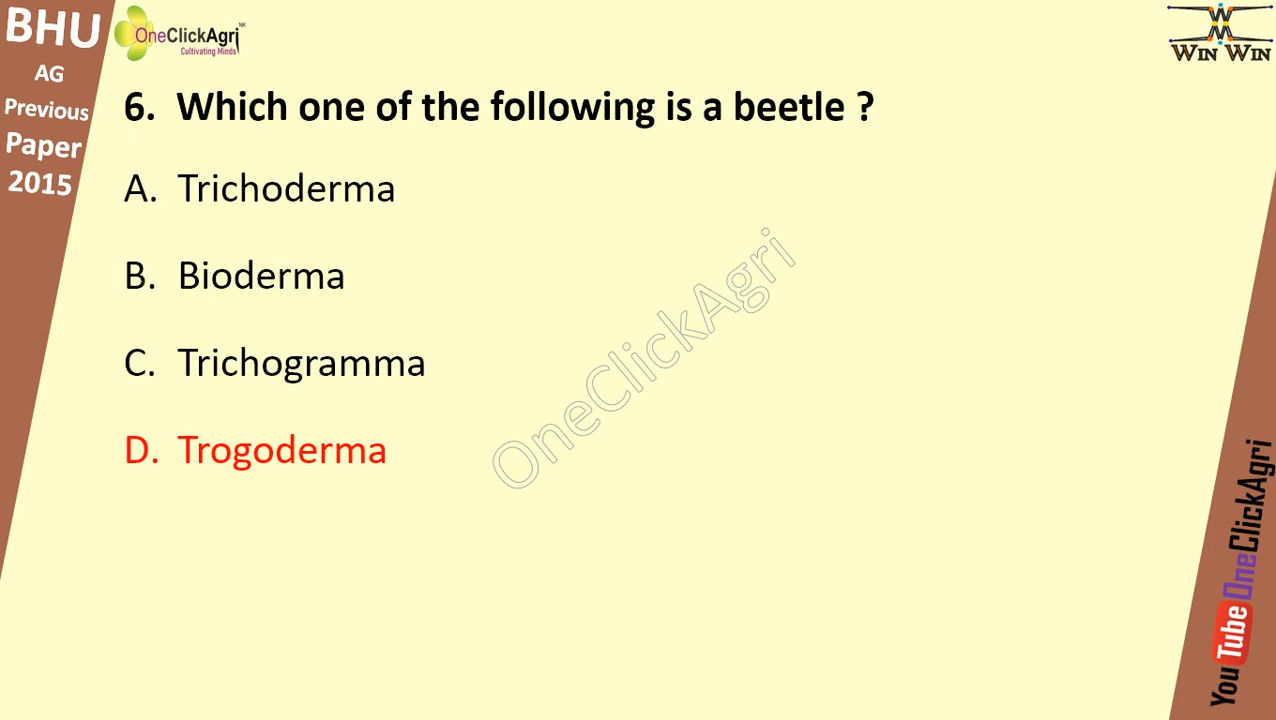 BHU
AG
Previous
Paper
2015
OneClickAgri NK
Cultivating Minds
WIN WIN
6. Which one of the following is a beetle ?
A. Trichoderma
B. Bioderma
C. Trichogramma
D. Trogoderma
OneClickAgri
YouTube OneClickAgri